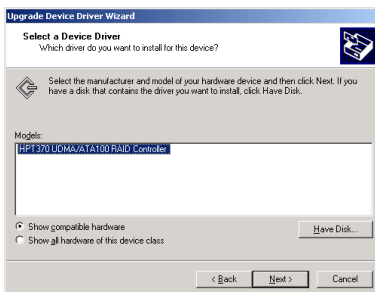 Upgrade Device Driver Wizard
Select a Device Driver
Which driver do you want to install for this device?
Select the manufacturer and model of your hardware device and then click Next. If you
have a disk that contains the driver you want to install, click Have Disk.
Models:
HPT370 UDMA/ATA100 RAID Controller
Show compatible hardware
Show all hardware of this device class
Have Disk...
< Back
Next >
Cancel